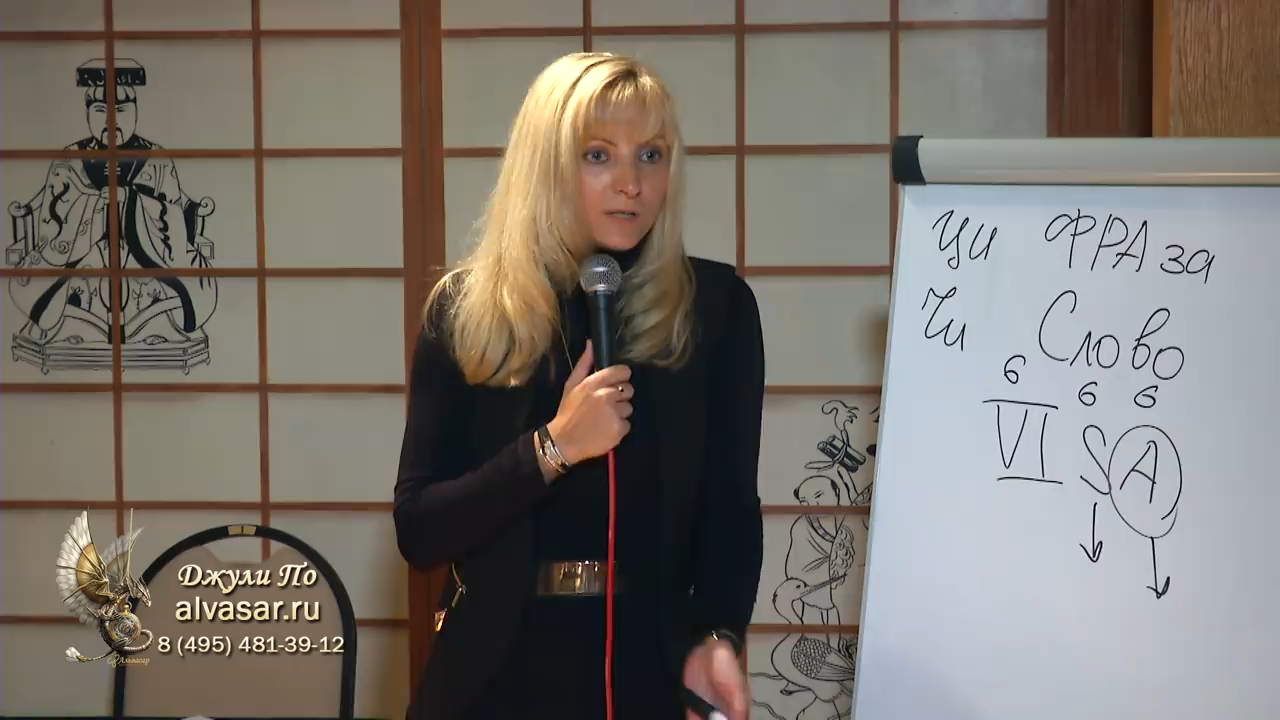 Ци ФРАза
Чи Слово
6 6 6
VI S A
Джули По
alvasar.ru
8 (495) 481-39-12